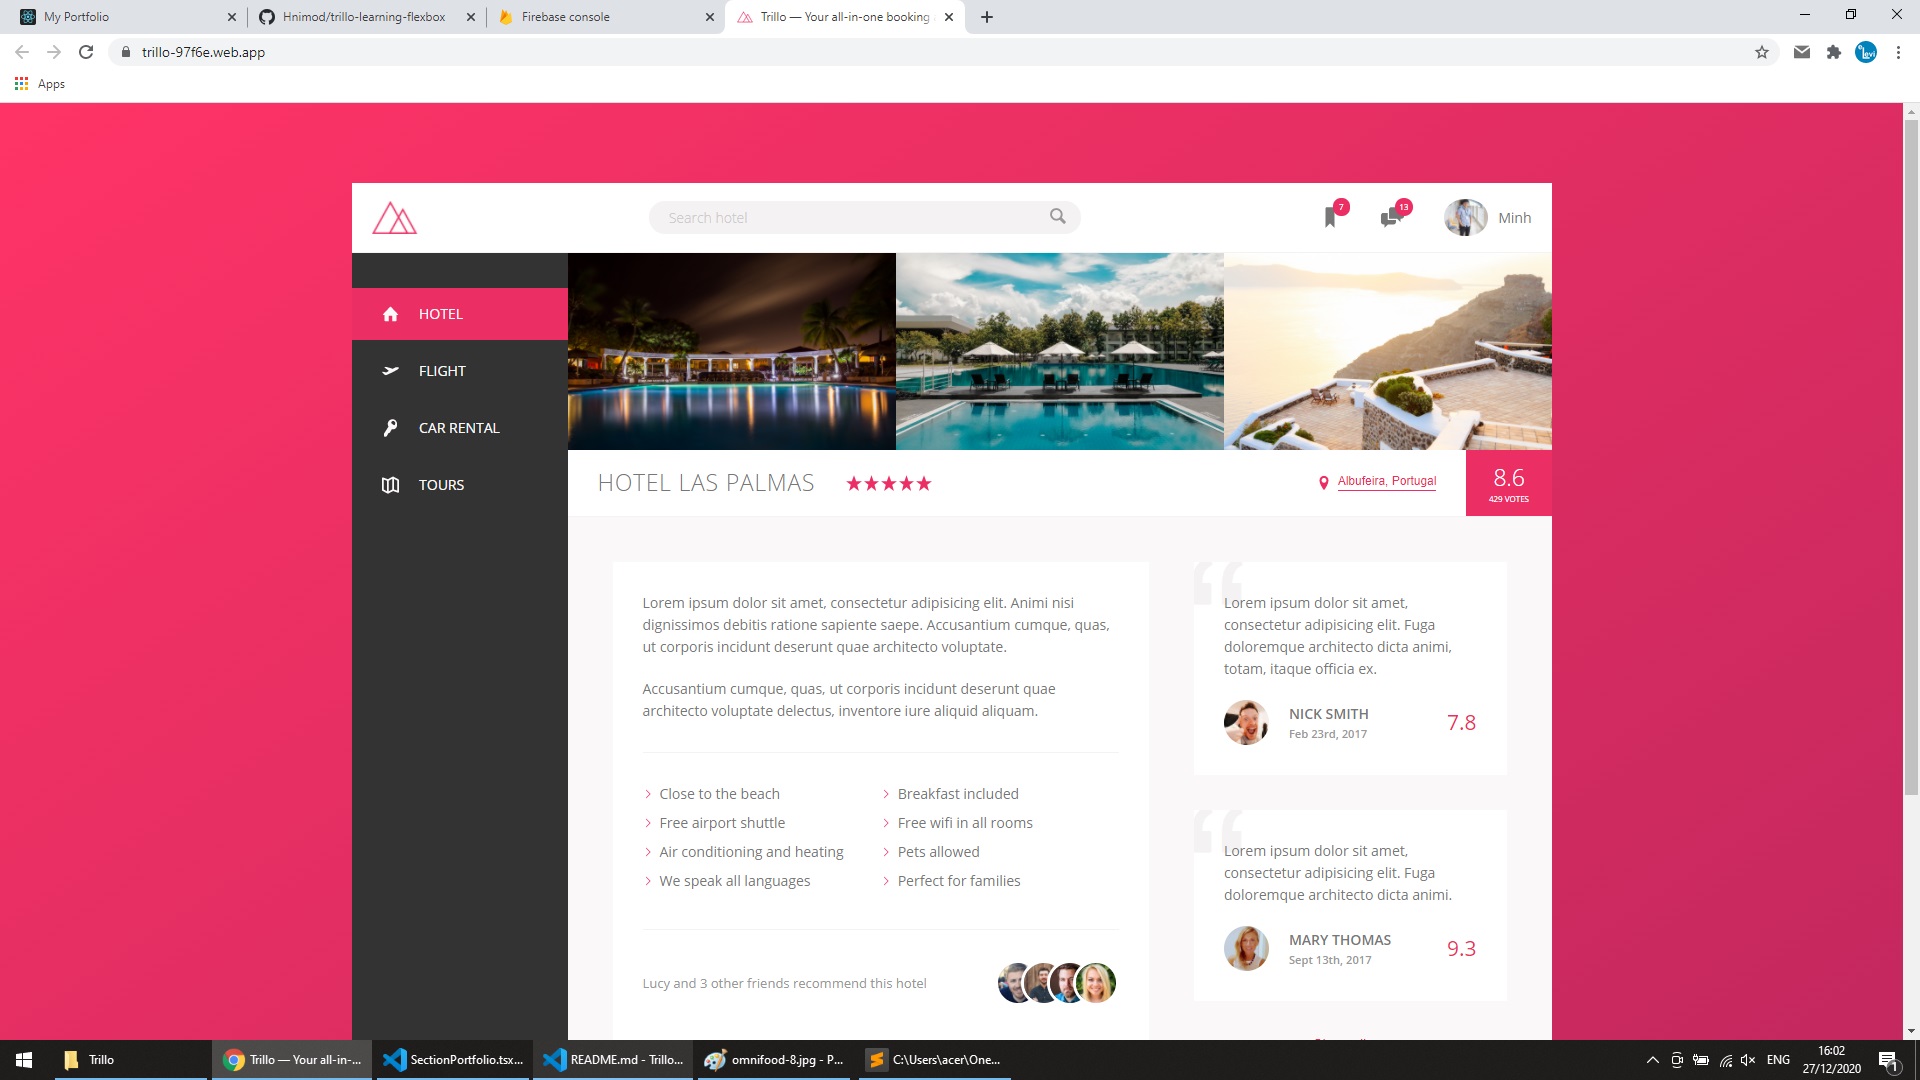 My Portfolio
Hnimod/trillo-learning-flexbox
Firebase console
Trillo — Your all-in-one booking
trillo-97f6e.web.app
Levi
Apps
Search hotel
7
13
Minh
HOTEL
FLIGHT
CAR RENTAL
TOURS
HOTEL LAS PALMAS
Albufeira, Portugal
8.6
429 VOTES
Lorem ipsum dolor sit amet, consectetur adipisicing elit. Animi nisi
dignissimos debitis ratione sapiente saepe. Accusantium cumque, quas,
ut corporis incidunt deserunt quae architecto voluptate.
Accusantium cumque, quas, ut corporis incidunt deserunt quae
architecto voluptate delectus, inventore iure aliquid aliquam.
Close to the beach
Free airport shuttle
Air conditioning and heating
We speak all languages
Breakfast included
Free wifi in all rooms
Pets allowed
Perfect for families
Lucy and 3 other friends recommend this hotel
“
Lorem ipsum dolor sit amet,
consectetur adipisicing elit. Fuga
doloremque architecto dicta animi,
totam, itaque officia ex.
NICK SMITH
Feb 23rd, 2017
7.8
“
Lorem ipsum dolor sit amet,
consectetur adipisicing elit. Fuga
doloremque architecto dicta animi.
MARY THOMAS
Sept 13th, 2017
9.3
Trillo
Trillo — Your all-in-...
SectionPortfolio.tsx...
README.md - Trillo...
omnifood-8.jpg - P...
C:\Users\acer\One...
ENG
16:02
27/12/2020
1